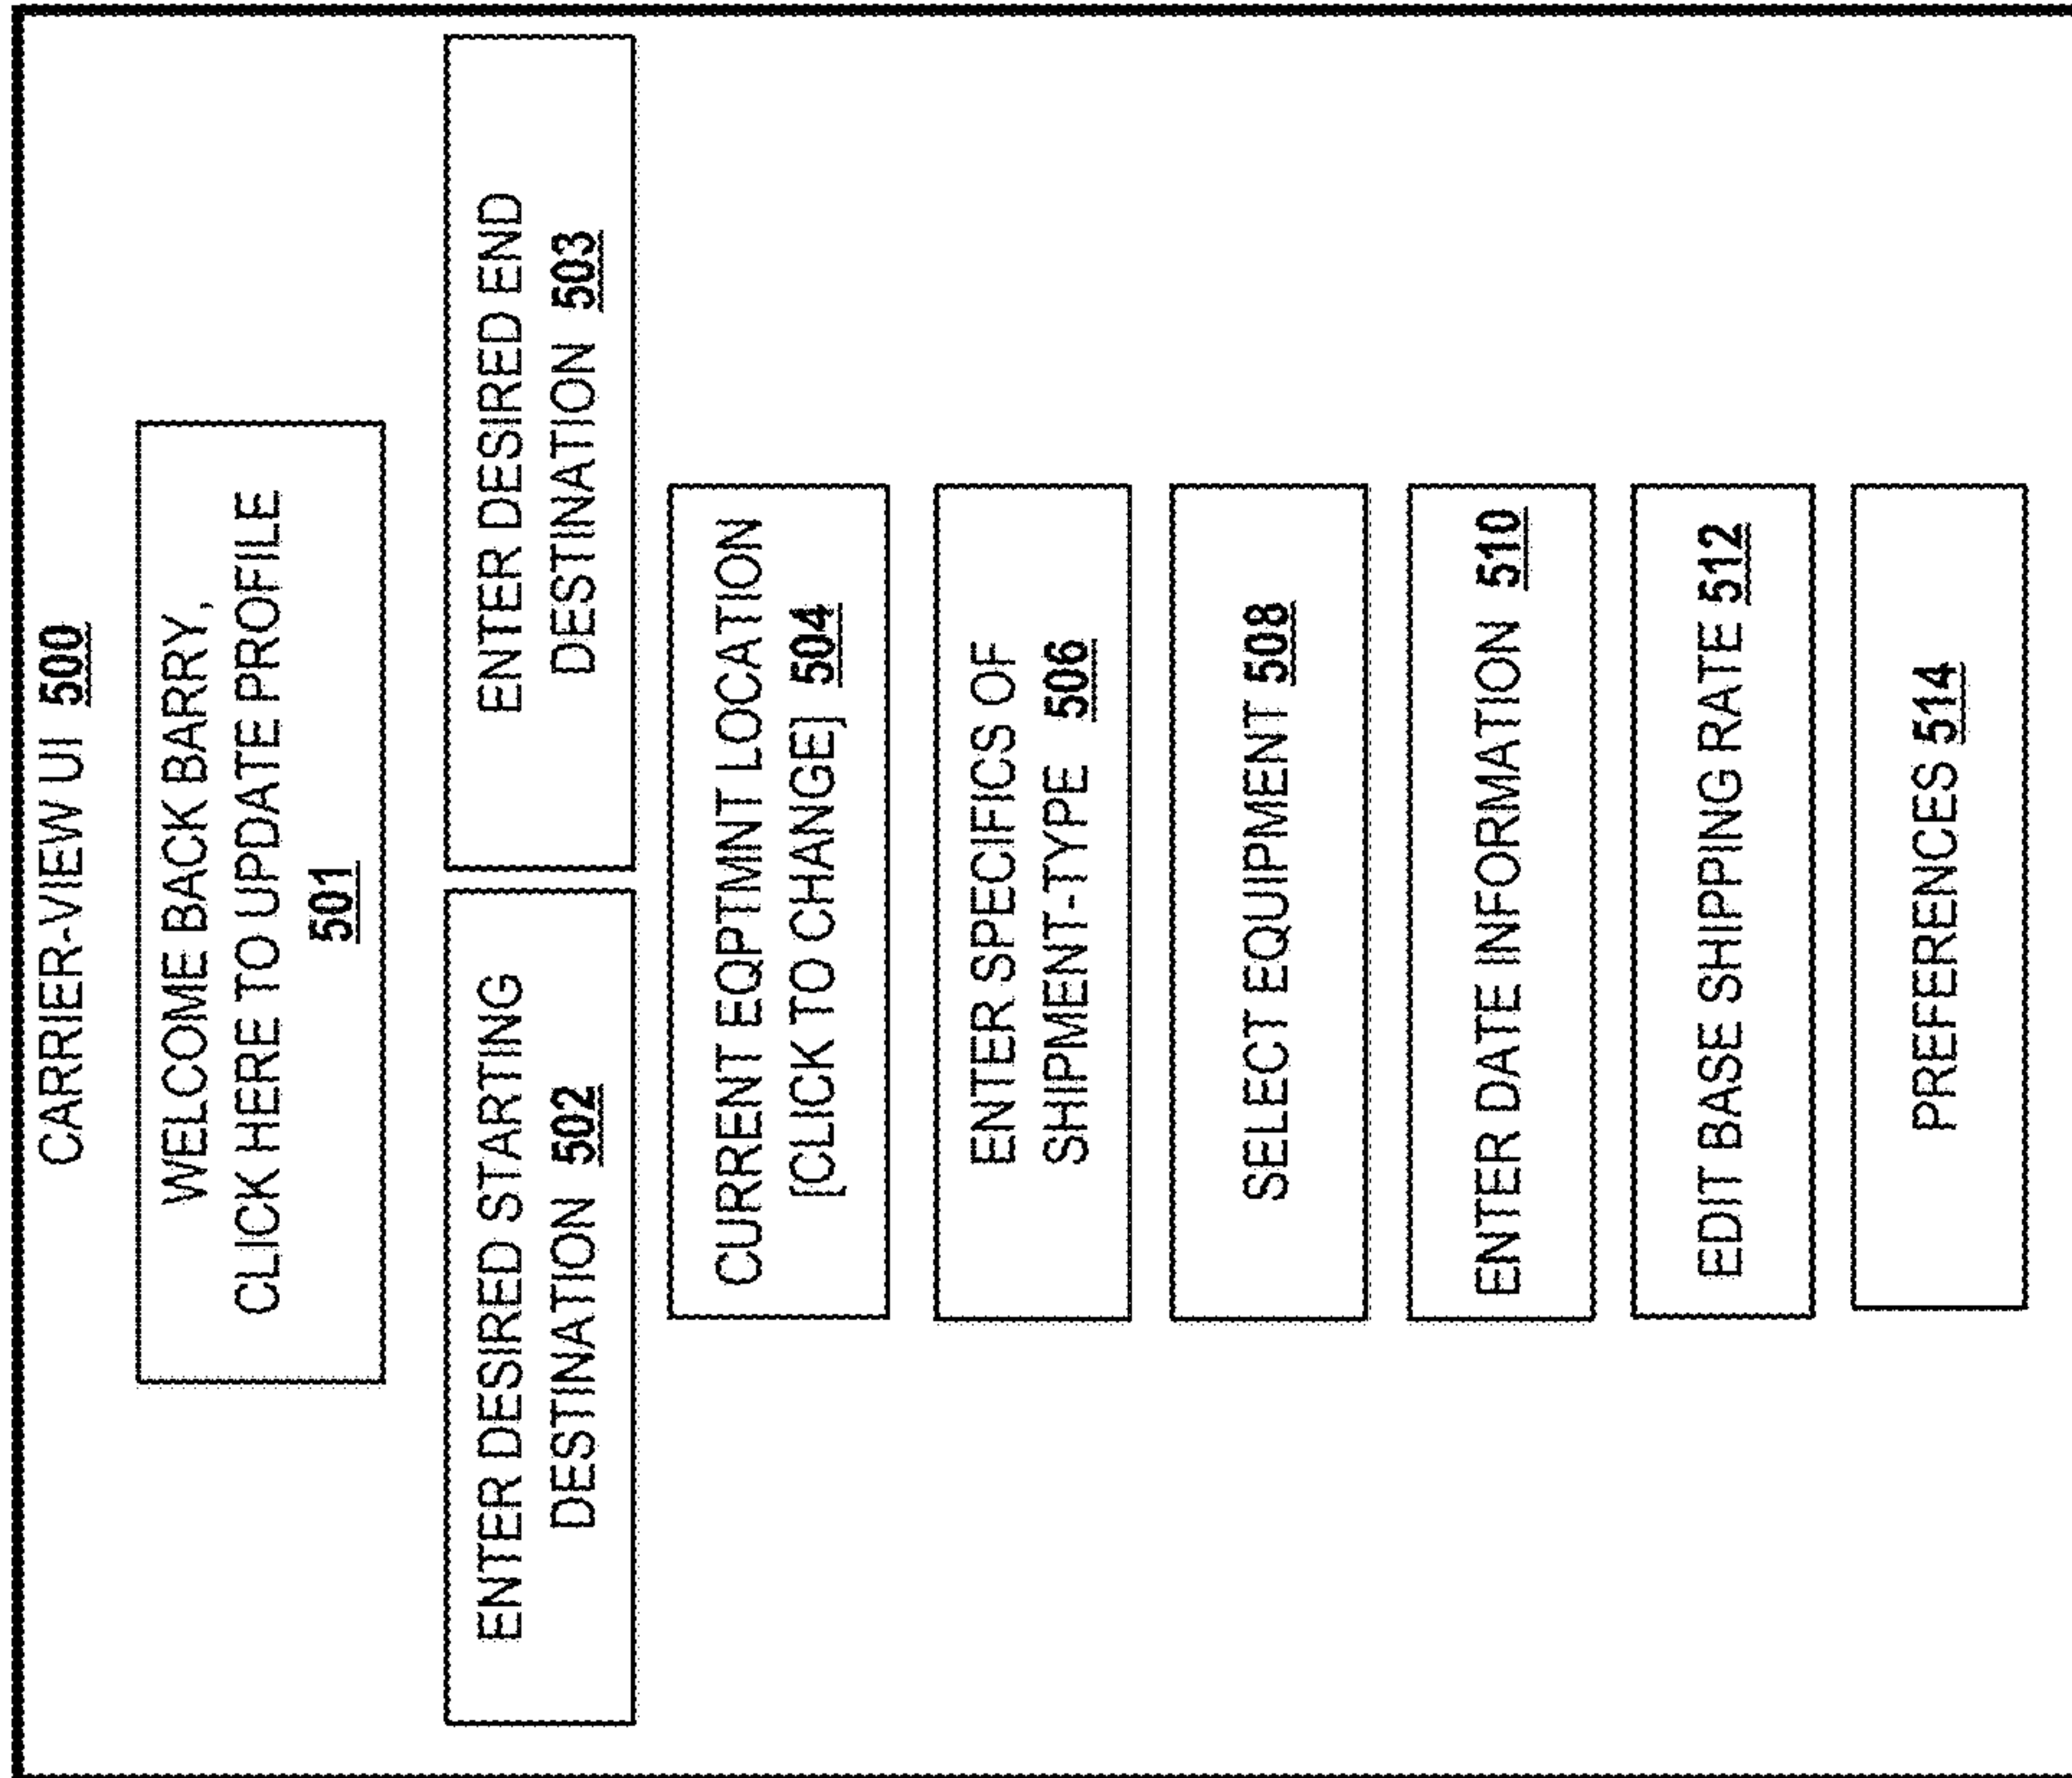 CARRIER-VIEW UI 500
WELCOME BACK BARRY,
CLICK HERE TO UPDATE PROFILE
501
ENTER DESIRED STARTING
DESTINATION 502
ENTER DESIRED END
DESTINATION 503
CURRENT EQPTMNT LOCATION
[CLICK TO CHANGE] 504
ENTER SPECIFICS OF
SHIPMENT-TYPE 506
SELECT EQUIPMENT 508
ENTER DATE INFORMATION 510
EDIT BASE SHIPPING RATE 512
PREFERENCES 514